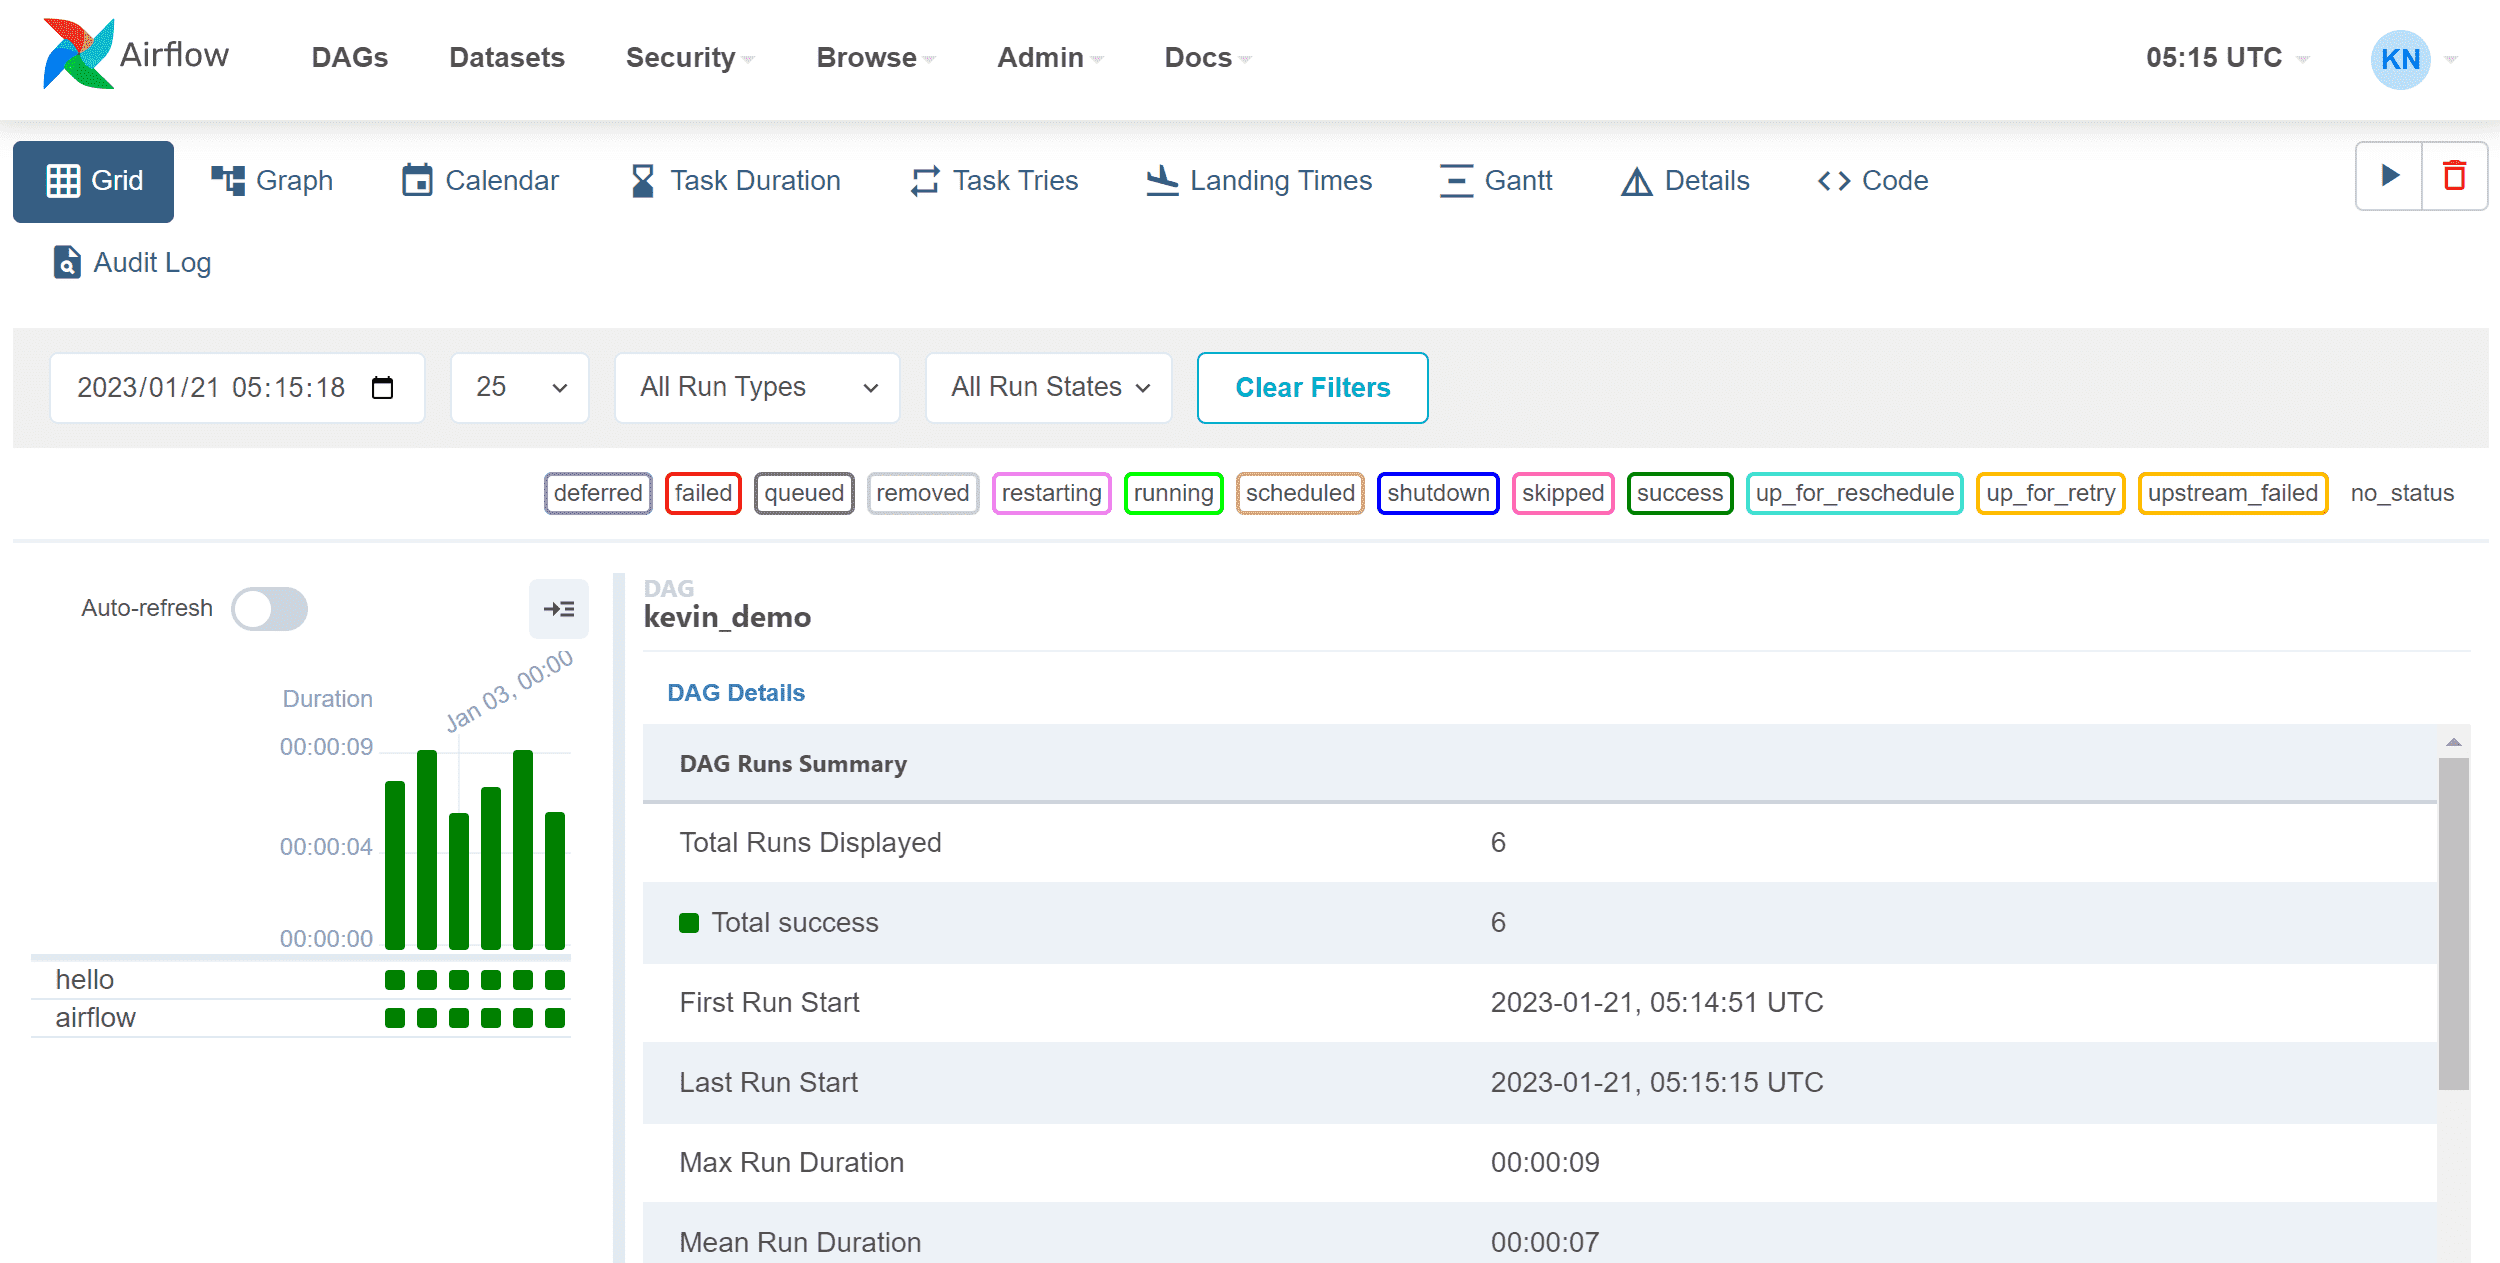 Airflow DAGs Datasets Security Browse Admin Docs 05:15 UTC KN
Grid Graph Calendar Task Duration Task Tries Landing Times Gantt Details Code
Audit Log
2023/01/21 05:15:18 25 All Run Types All Run States Clear Filters
deferred failed queued removed restarting running scheduled shutdown skipped success up_for_reschedule up_for_retry upstream_failed no_status
Auto-refresh
Jan 03, 00:00
Duration
00:00:09
00:00:04
00:00:00
hello
airflow
DAG
kevin_demo
DAG Details
DAG Runs Summary
Total Runs Displayed 6
Total success 6
First Run Start 2023-01-21, 05:14:51 UTC
Last Run Start 2023-01-21, 05:15:15 UTC
Max Run Duration 00:00:09
Mean Run Duration 00:00:07